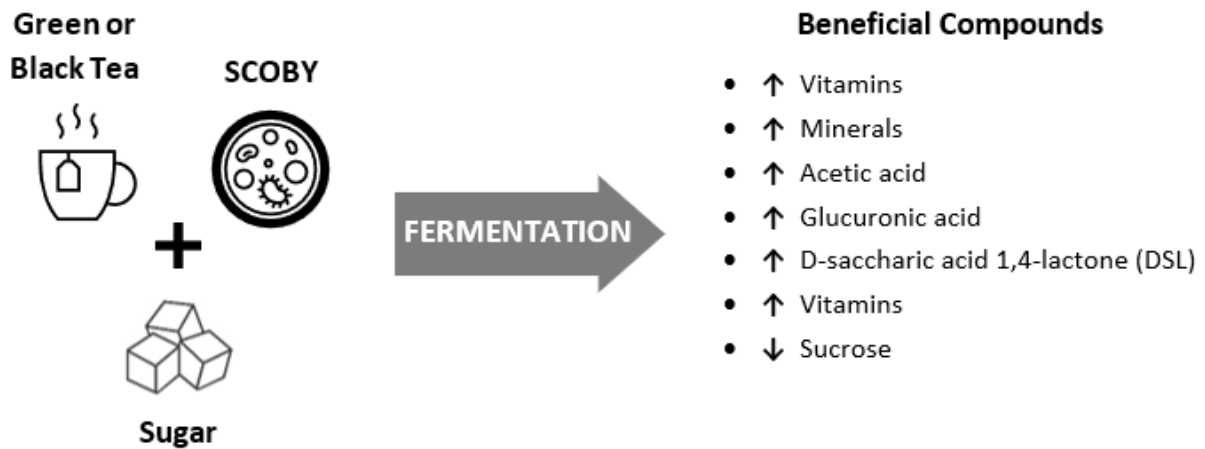 Green or
Black Tea
SCOBY
Sugar
FERMENTATION
Beneficial Compounds
• ↑ Vitamins
• ↑ Minerals
• ↑ Acetic acid
• ↑ Glucuronic acid
• ↑ D-saccharic acid 1,4-lactone (DSL)
• ↑ Vitamins
• ↓ Sucrose